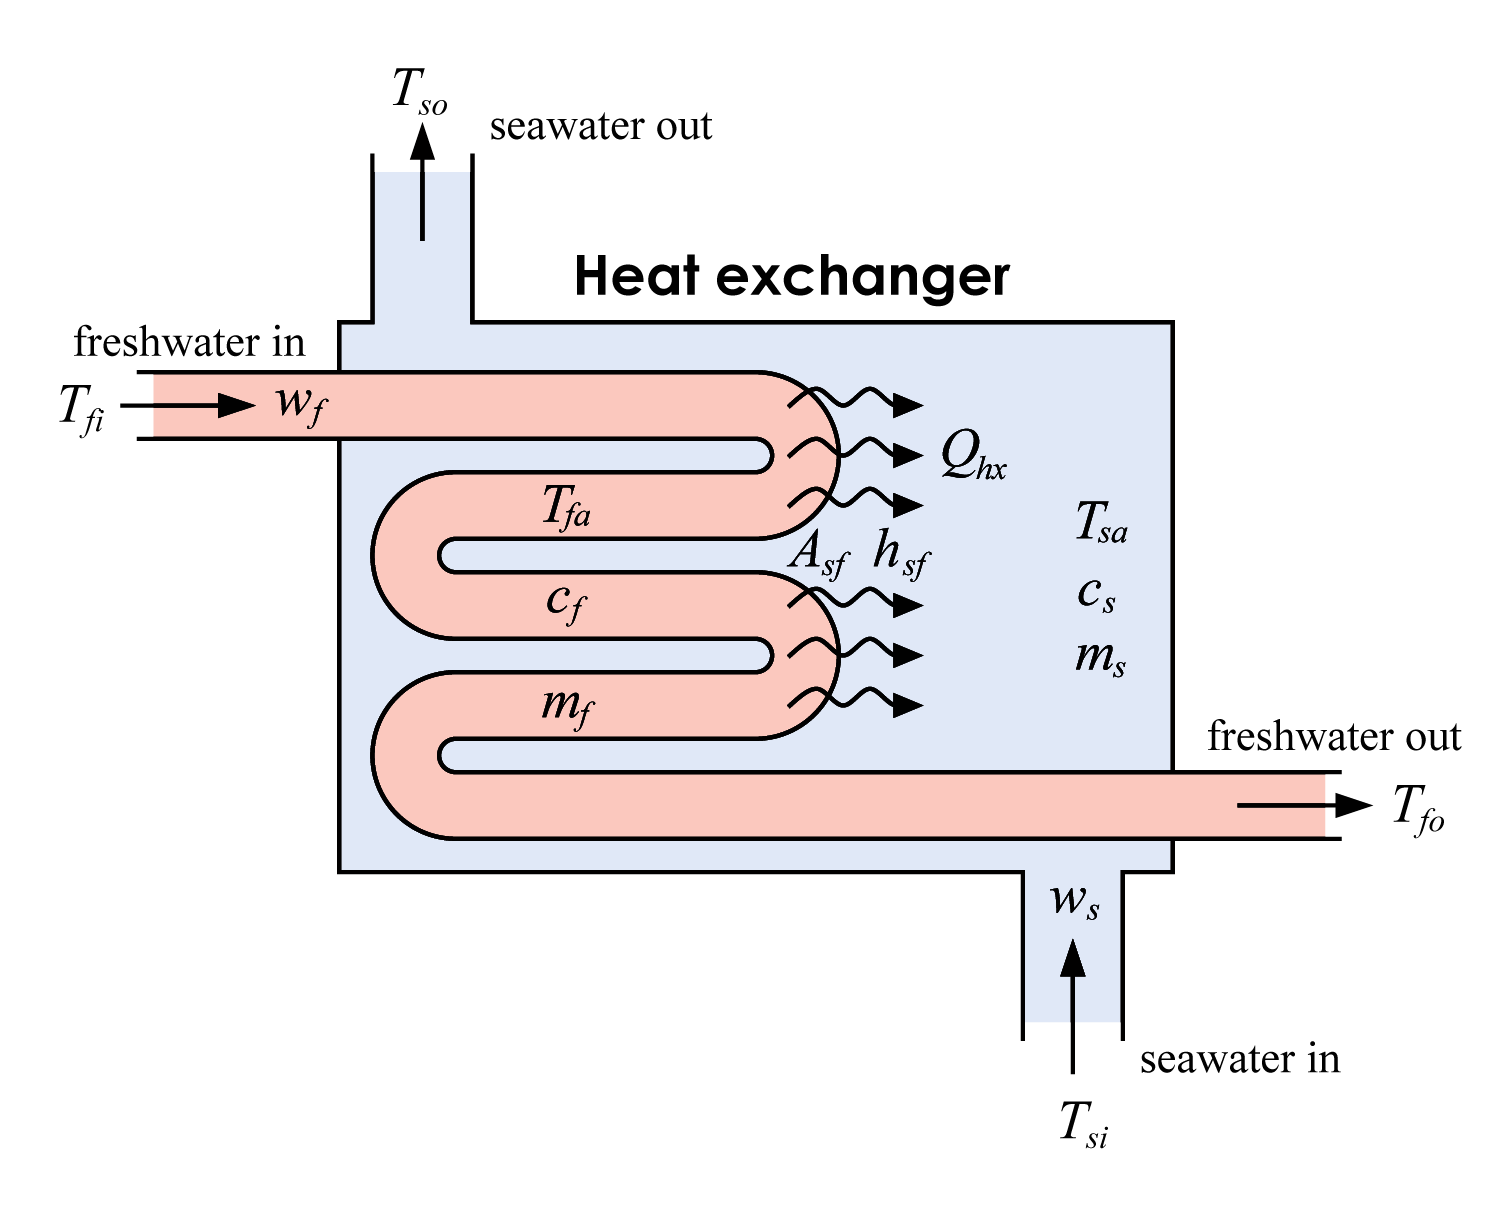 T_so
seawater out
Heat exchanger
freshwater in
T_fi
w_f
Q_hx
T_fa
T_sa
A_sf h_sf
c_f
c_s
m_s
m_f
freshwater out
T_fo
w_s
seawater in
T_si